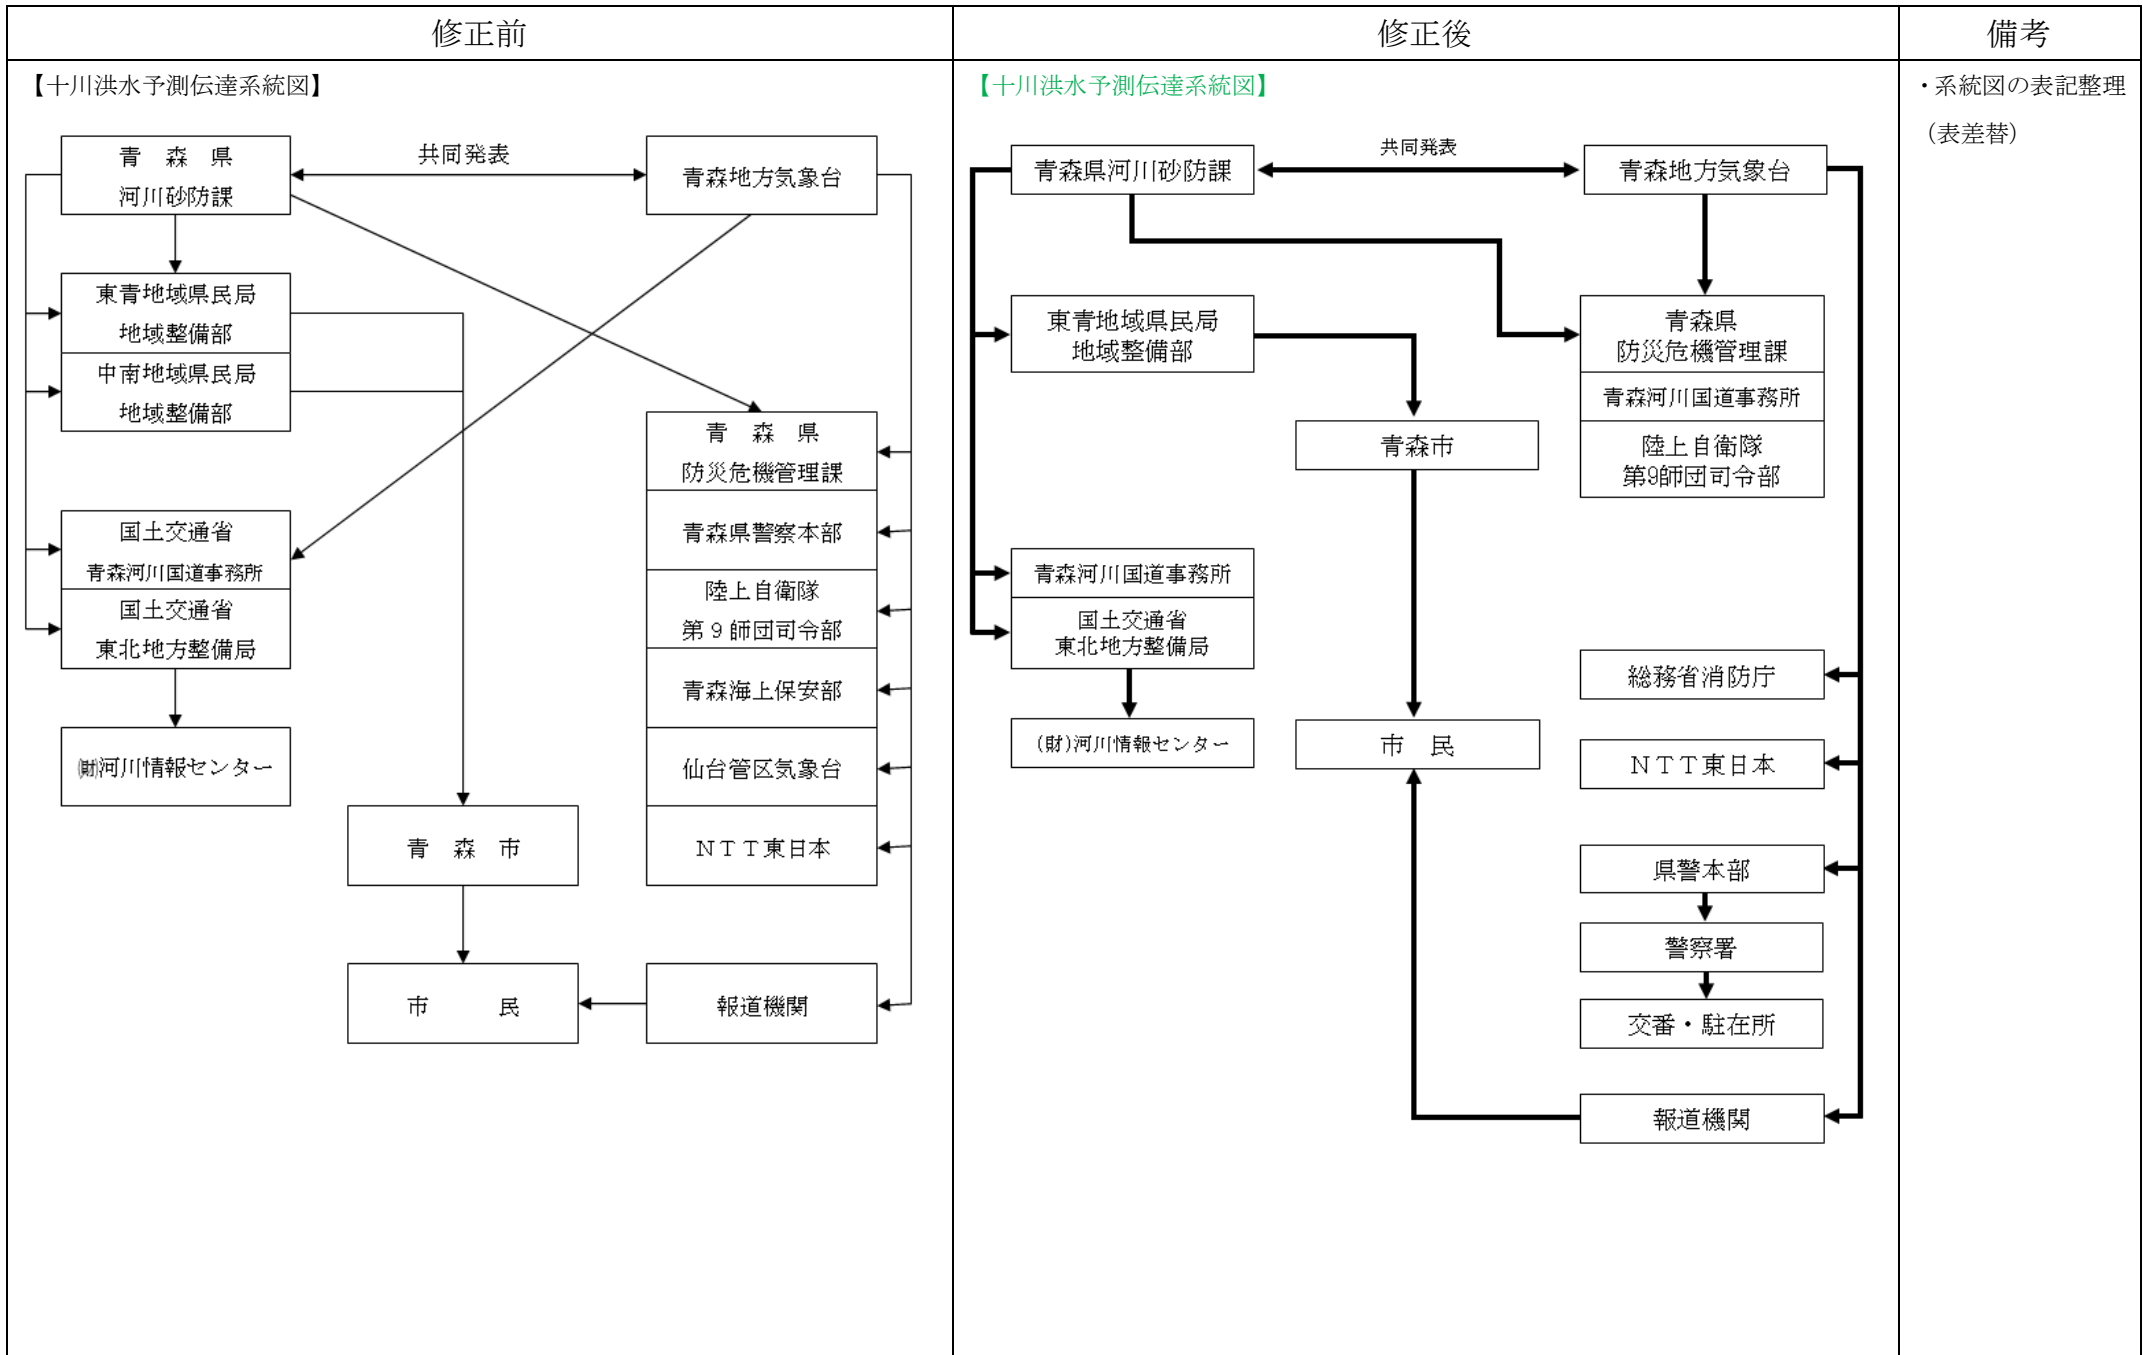 修正前
修正後
備考
【十川洪水予測伝達系統図】
青　森　県
河川砂防課
共同発表
青森地方気象台
東青地域県民局
地域整備部
中南地域県民局
地域整備部
青　森　県
防災危機管理課
青森県警察本部
国土交通省
青森河川国道事務所
陸上自衛隊
第９師団司令部
国土交通省
東北地方整備局
青森海上保安部
㈶河川情報センター
仙台管区気象台
青　森　市
ＮＴＴ東日本
市　　　民
報道機関
【十川洪水予測伝達系統図】
青森県河川砂防課
共同発表
青森地方気象台
東青地域県民局
地域整備部
青森県
防災危機管理課
青森河川国道事務所
陸上自衛隊
第9師団司令部
青森市
青森河川国道事務所
国土交通省
東北地方整備局
総務省消防庁
(財)河川情報センター
市　民
ＮＴＴ東日本
県警本部
警察署
交番・駐在所
報道機関
・系統図の表記整理
（表差替）